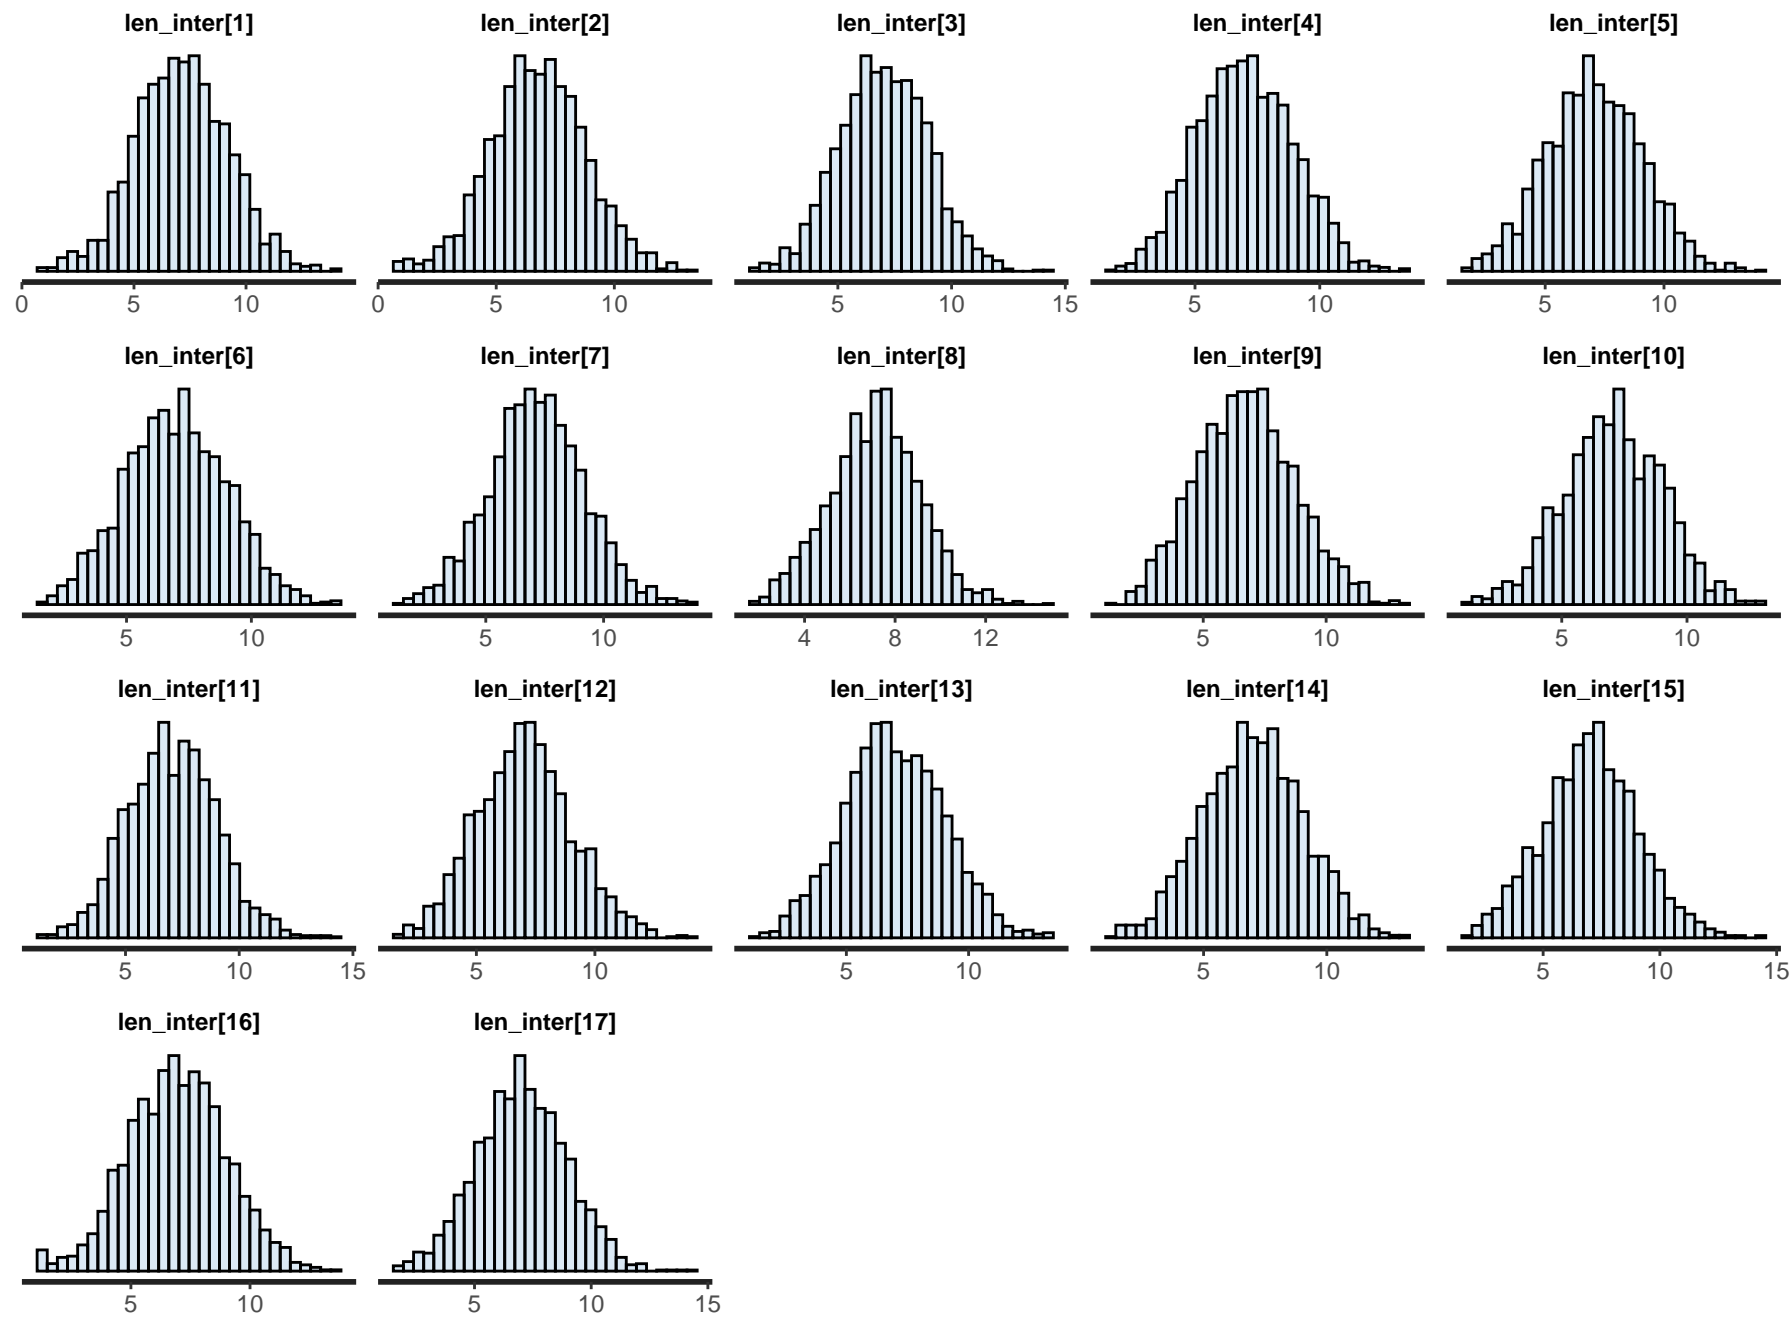 len_inter[1] len_inter[2] len_inter[3] len_inter[4] len_inter[5]
0 5 10 0 5 10 5 10 15 5 10 5 10
len_inter[6] len_inter[7] len_inter[8] len_inter[9] len_inter[10]
5 10 5 10 4 8 12 5 10 5 10
len_inter[11] len_inter[12] len_inter[13] len_inter[14] len_inter[15]
5 10 15 5 10 5 10 5 10 5 10 15
len_inter[16] len_inter[17]
5 10 5 10 15